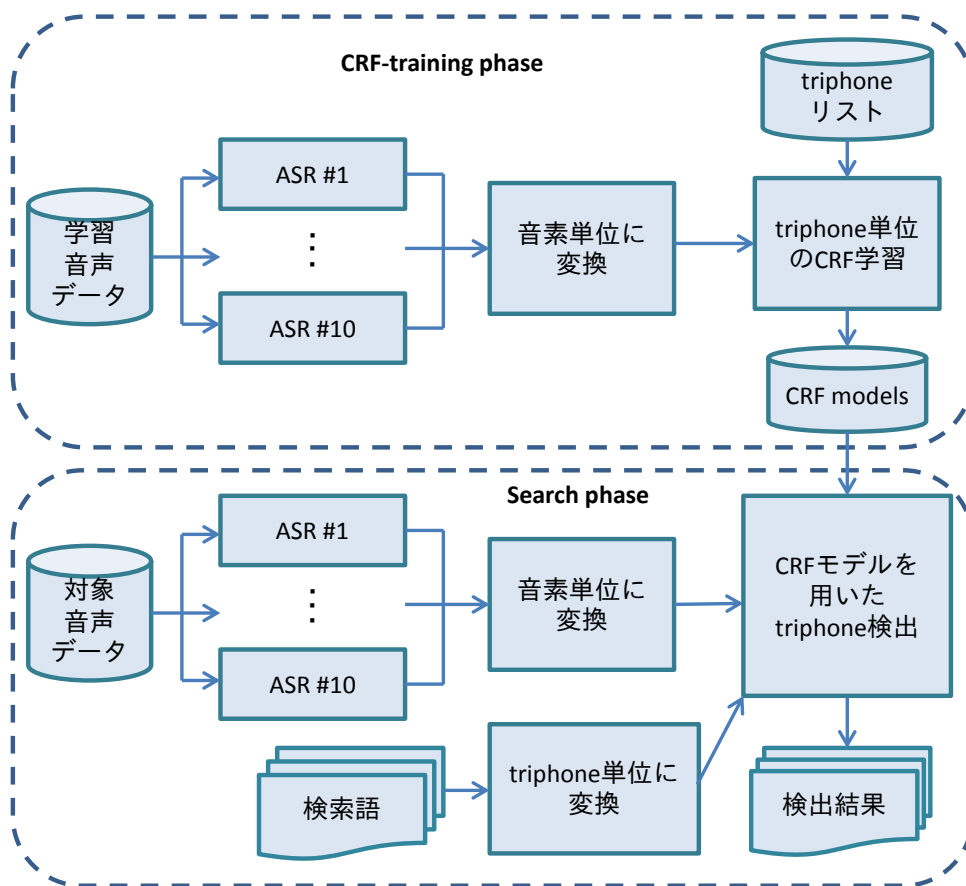 CRF-training phase
triphone
リスト
学習
音声
データ
ASR #1
⋮
ASR #10
音素単位に
変換
triphone単位
のCRF学習
CRF models
Search phase
対象
音声
データ
ASR #1
⋮
ASR #10
音素単位に
変換
CRFモデルを
用いた
triphone検出
検索語
triphone単位に
変換
検出結果